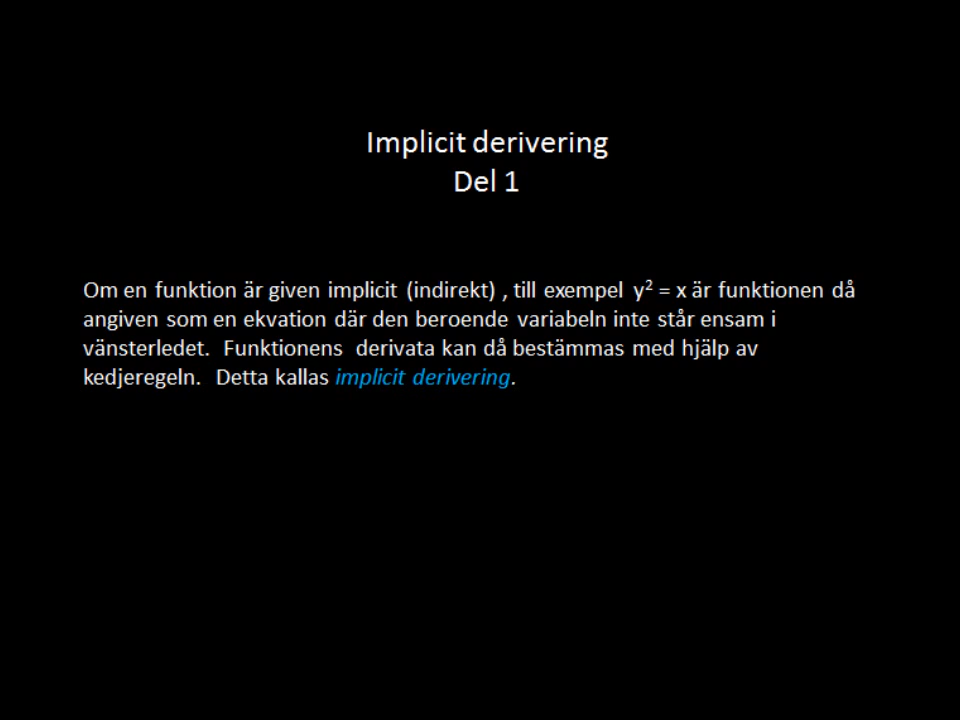 Implicit derivering
Del 1
Om en funktion är given implicit (indirekt) , till exempel y² = x är funktionen då
angiven som en ekvation där den beroende variabeln inte står ensam i
vänsterledet. Funktionens derivata kan då bestämmas med hjälp av
kedjeregeln. Detta kallas implicit derivering.